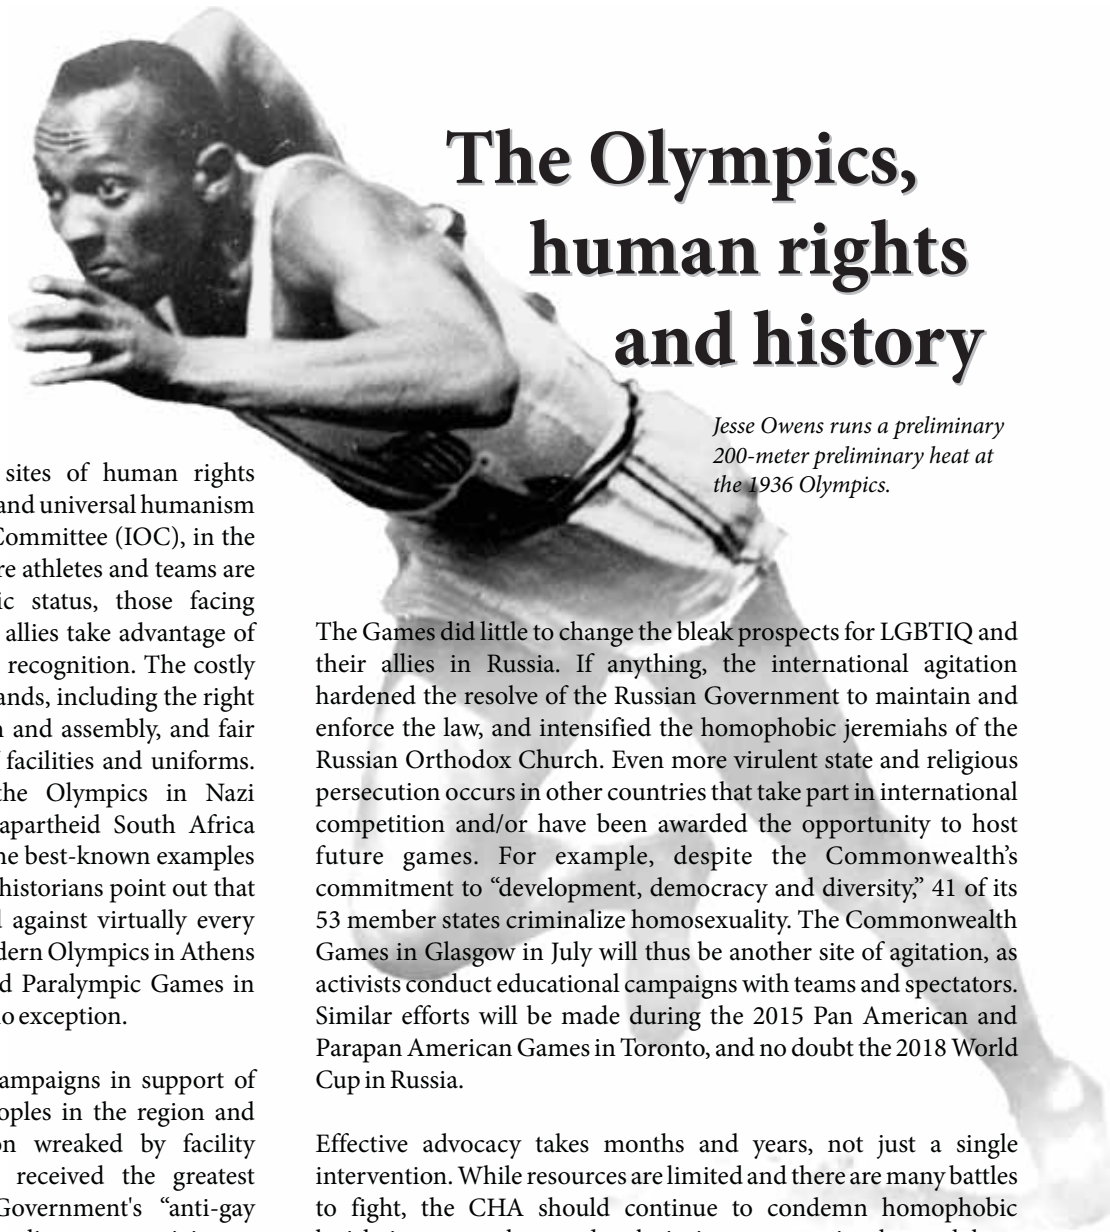 The Olympics,
human rights
and history
Jesse Owens runs a preliminary
200-meter preliminary heat at
the 1936 Olympics.
sites of human rights
and universal humanism
Committee (IOC), in the
re athletes and teams are
ic status, those facing
allies take advantage of
recognition. The costly
ands, including the right
n and assembly, and fair
facilities and uniforms.
the Olympics in Nazi
apartheid South Africa
he best-known examples
historians point out that
d against virtually every
dern Olympics in Athens
d Paralympic Games in
no exception.
ampaigns in support of
oples in the region and
on wreaked by facility
received the greatest
Government's “anti-gay
The Games did little to change the bleak prospects for LGBTIQ and
their allies in Russia. If anything, the international agitation
hardened the resolve of the Russian Government to maintain and
enforce the law, and intensified the homophobic jeremiahs of the
Russian Orthodox Church. Even more virulent state and religious
persecution occurs in other countries that take part in international
competition and/or have been awarded the opportunity to host
future games. For example, despite the Commonwealth’s
commitment to “development, democracy and diversity,” 41 of its
53 member states criminalize homosexuality. The Commonwealth
Games in Glasgow in July will thus be another site of agitation, as
activists conduct educational campaigns with teams and spectators.
Similar efforts will be made during the 2015 Pan American and
Parapan American Games in Toronto, and no doubt the 2018 World
Cup in Russia.
Effective advocacy takes months and years, not just a single
intervention. While resources are limited and there are many battles
to fight, the CHA should continue to condemn homophobic